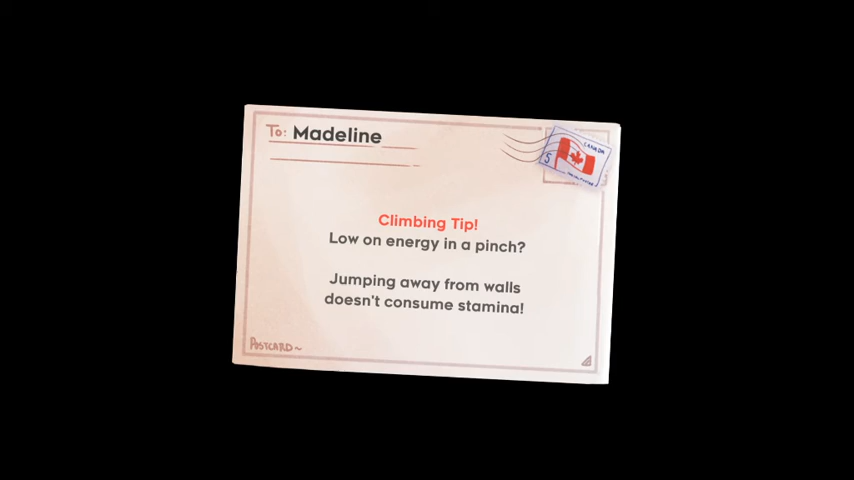 To: Madeline
CANADA
5
Climbing Tip!
Low on energy in a pinch?
Jumping away from walls
doesn't consume stamina!
POSTCARD~